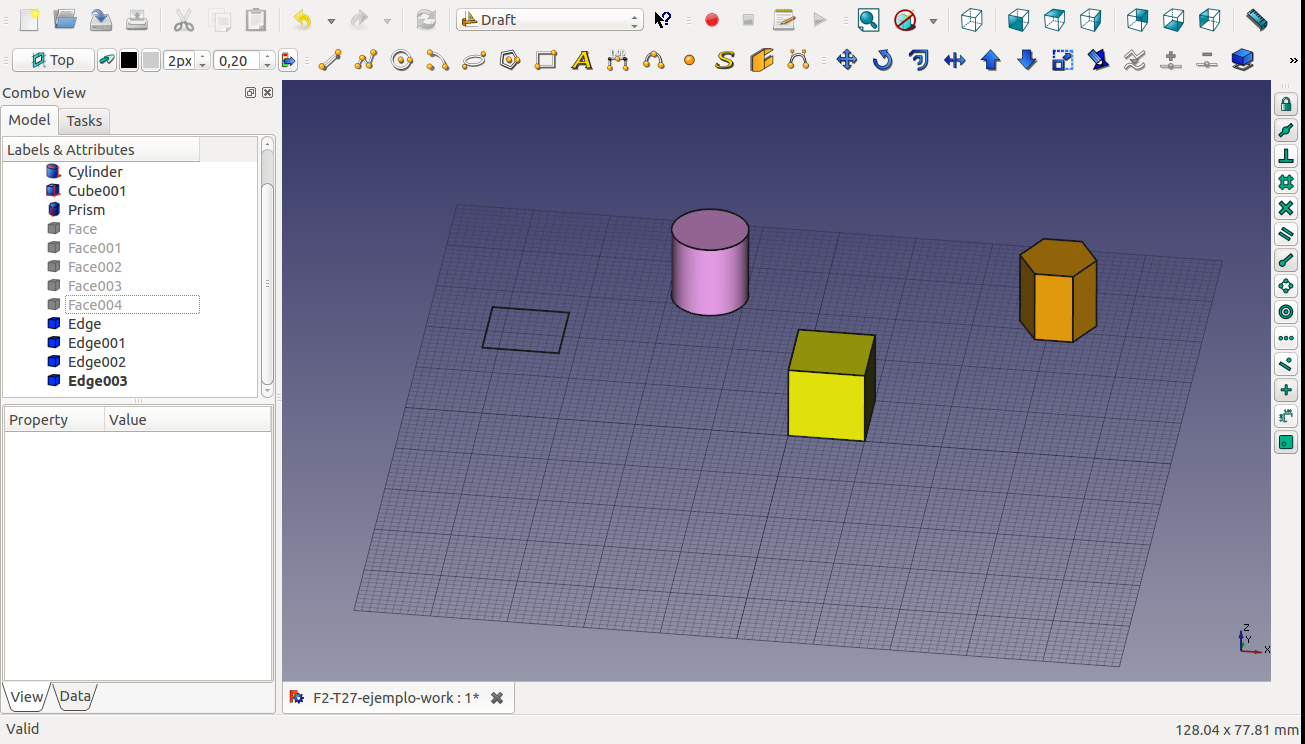 Draft
Top
2px
0,20
A
S
»
Combo View
Model
Tasks
Labels & Attributes
Cylinder
Cube001
Prism
Face
Face001
Face002
Face003
Face004
Edge
Edge001
Edge002
Edge003
Property
Value
View
Data
Z
Y
X
F2-T27-ejemplo-work : 1*
Valid
128.04 x 77.81 mm